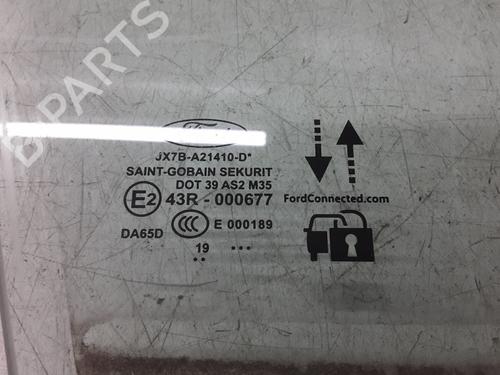 B PARTS
Ford
JX7B-A21410-D*
SAINT-GOBAIN SEKURIT
DOT 39 AS2 M35
E2 43R - 000677
CCC E 000189
DA65D
19 ...
..
FordConnected.com